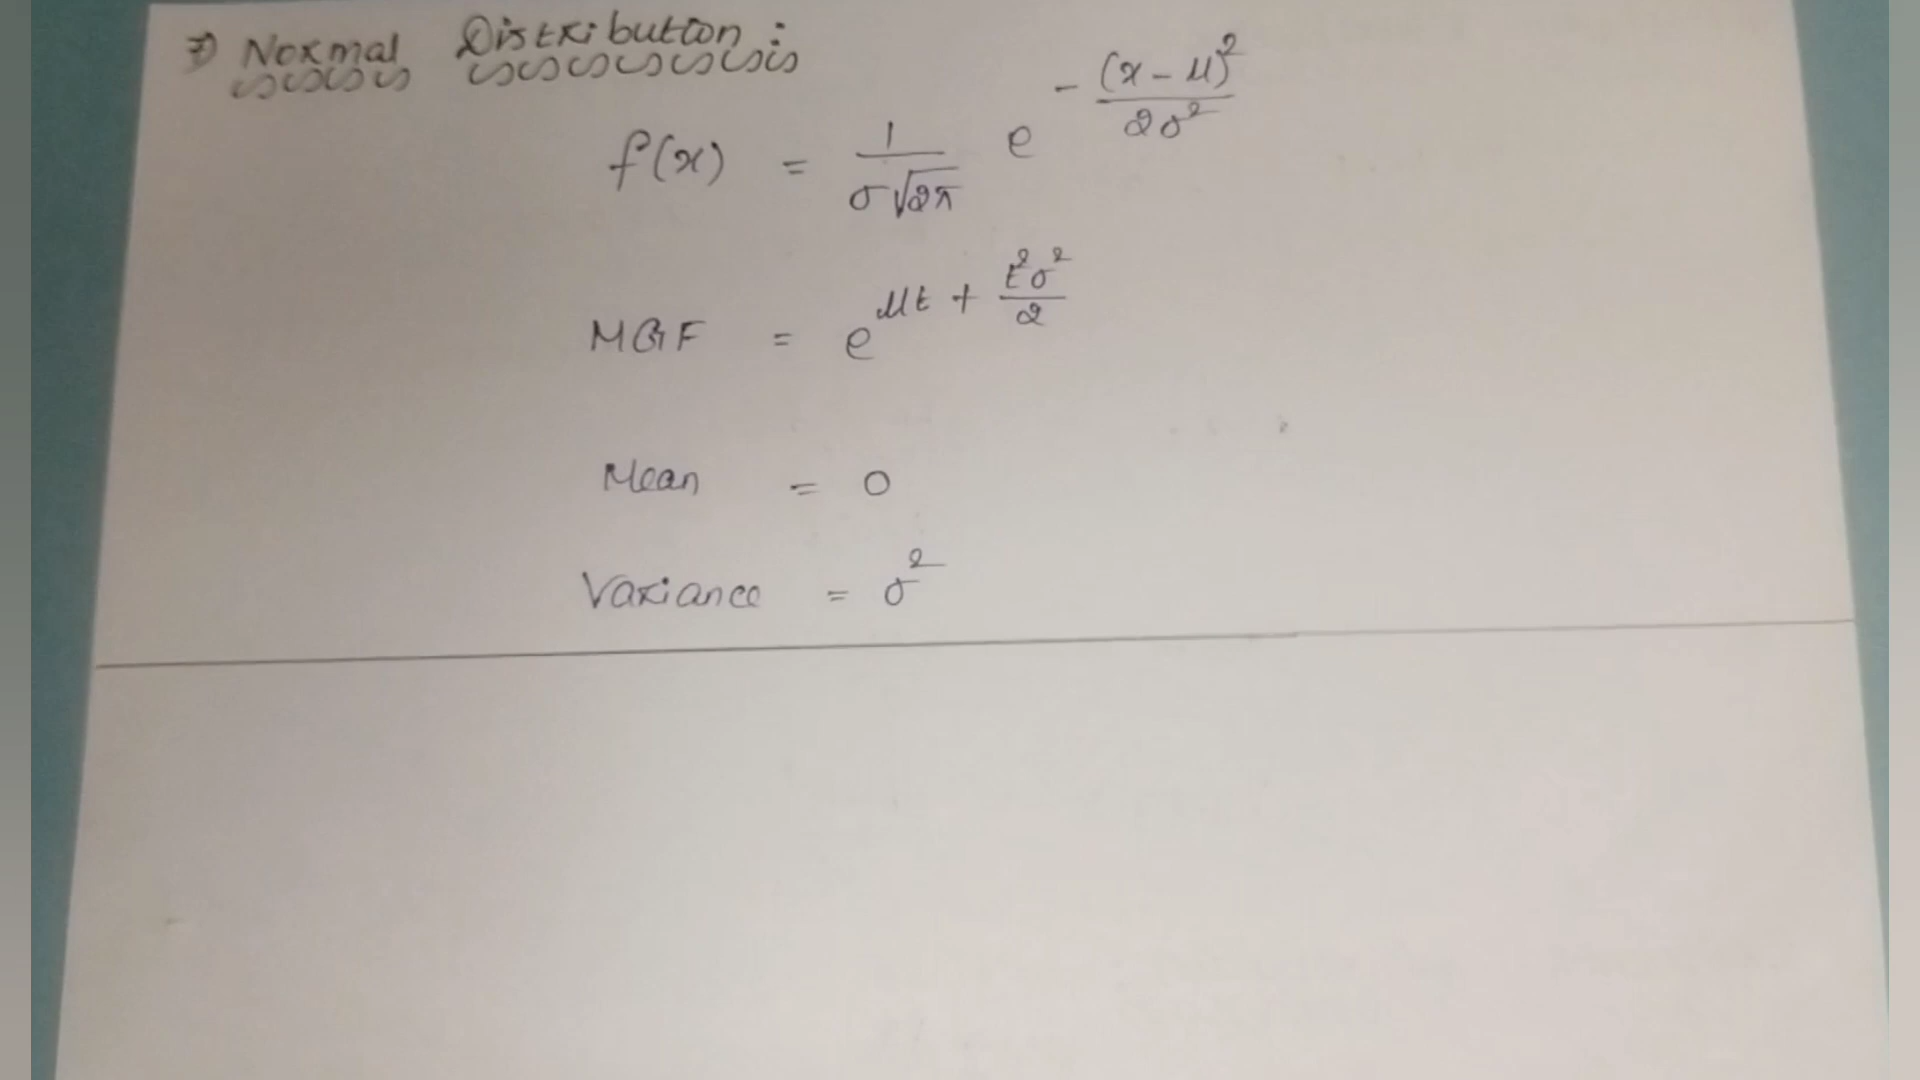 7) Normal Distribution :
f(x) = 1/(σ√2π) e^(-(x-μ)²/2σ²)
MGF = e^(μt + t²σ²/2)
Mean = 0
Variance = σ²